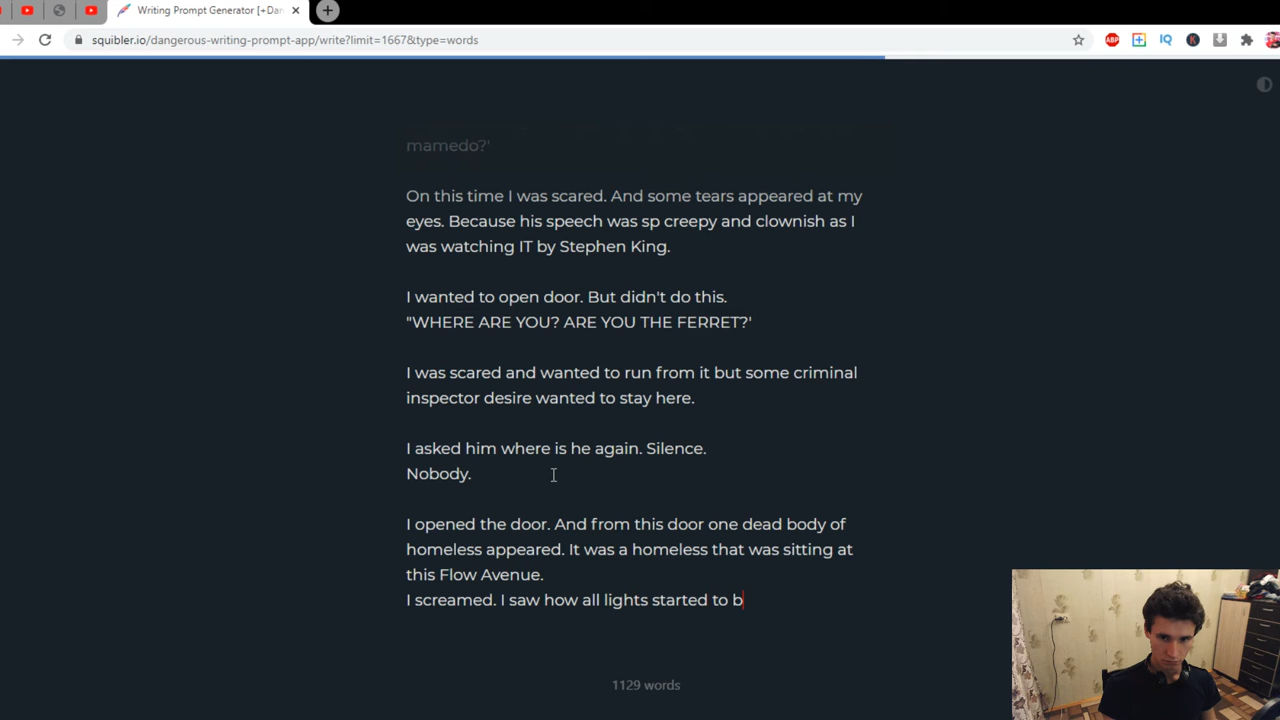 Writing Prompt Generator [+Dan
squibler.io/dangerous-writing-prompt-app/write?limit=1667&type=words
ABP
IQ
K
mamedo?'
On this time I was scared. And some tears appeared at my
eyes. Because his speech was sp creepy and clownish as I
was watching IT by Stephen King.
I wanted to open door. But didn't do this.
"WHERE ARE YOU? ARE YOU THE FERRET?'
I was scared and wanted to run from it but some criminal
inspector desire wanted to stay here.
I asked him where is he again. Silence.
Nobody.
I opened the door. And from this door one dead body of
homeless appeared. It was a homeless that was sitting at
this Flow Avenue.
I screamed. I saw how all lights started to b
1129 words